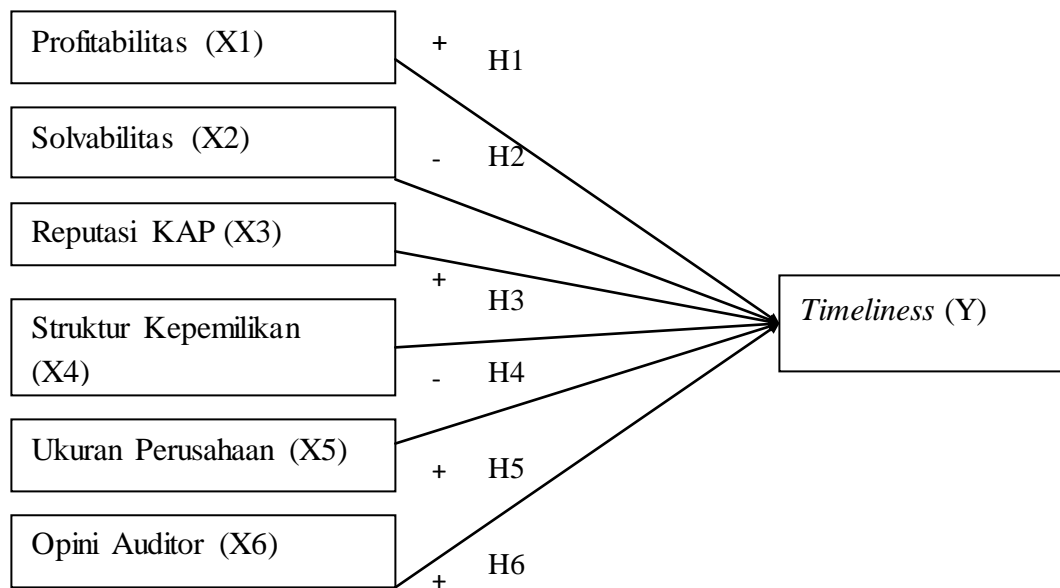 Profitabilitas (X1)
+
H1
Solvabilitas (X2)
-
H2
Reputasi KAP (X3)
+
H3
Struktur Kepemilikan
(X4)
-
H4
Ukuran Perusahaan (X5)
+
H5
Opini Auditor (X6)
+
H6
Timeliness (Y)